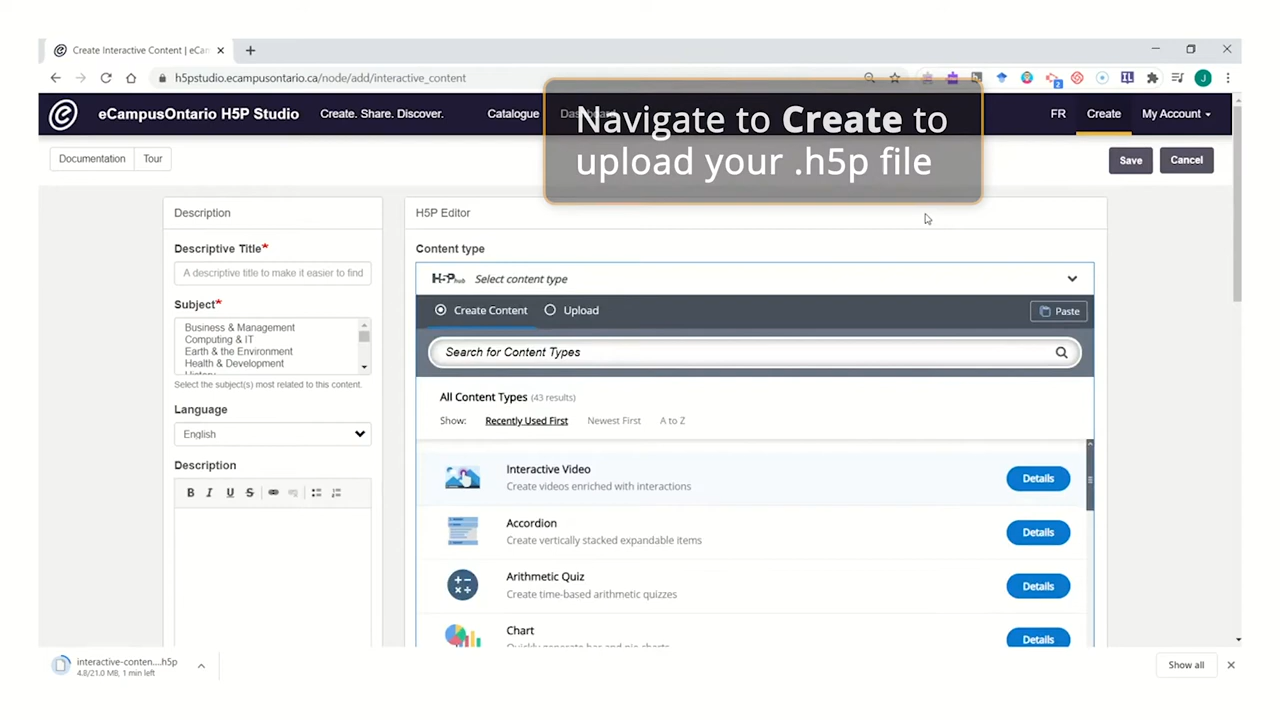 Create Interactive Content | eCam
h5pstudio.ecampusontario.ca/node/add/interactive_content
2
J
eCampusOntario H5P Studio
Create. Share. Discover.
Catalogue
FR
Create
My Account
Navigate to Create to
upload your .h5p file
Documentation
Tour
Save
Cancel
Description
Descriptive Title*
A descriptive title to make it easier to find
Subject*
Business & Management
Computing & IT
Earth & the Environment
Health & Development
History
Select the subject(s) most related to this content.
Language
English
Description
B I U S
H5P Editor
Content type
H5P hub Select content type
Create Content
Upload
Paste
Search for Content Types
All Content Types (43 results)
Show: Recently Used First Newest First A to Z
Interactive Video
Create videos enriched with interactions
Details
Accordion
Create vertically stacked expandable items
Details
Arithmetic Quiz
Create time-based arithmetic quizzes
Details
Chart
Quickly generate bar and pie charts
Details
interactive-conten....h5p
4.8/21.0 MB, 1 min left
Show all